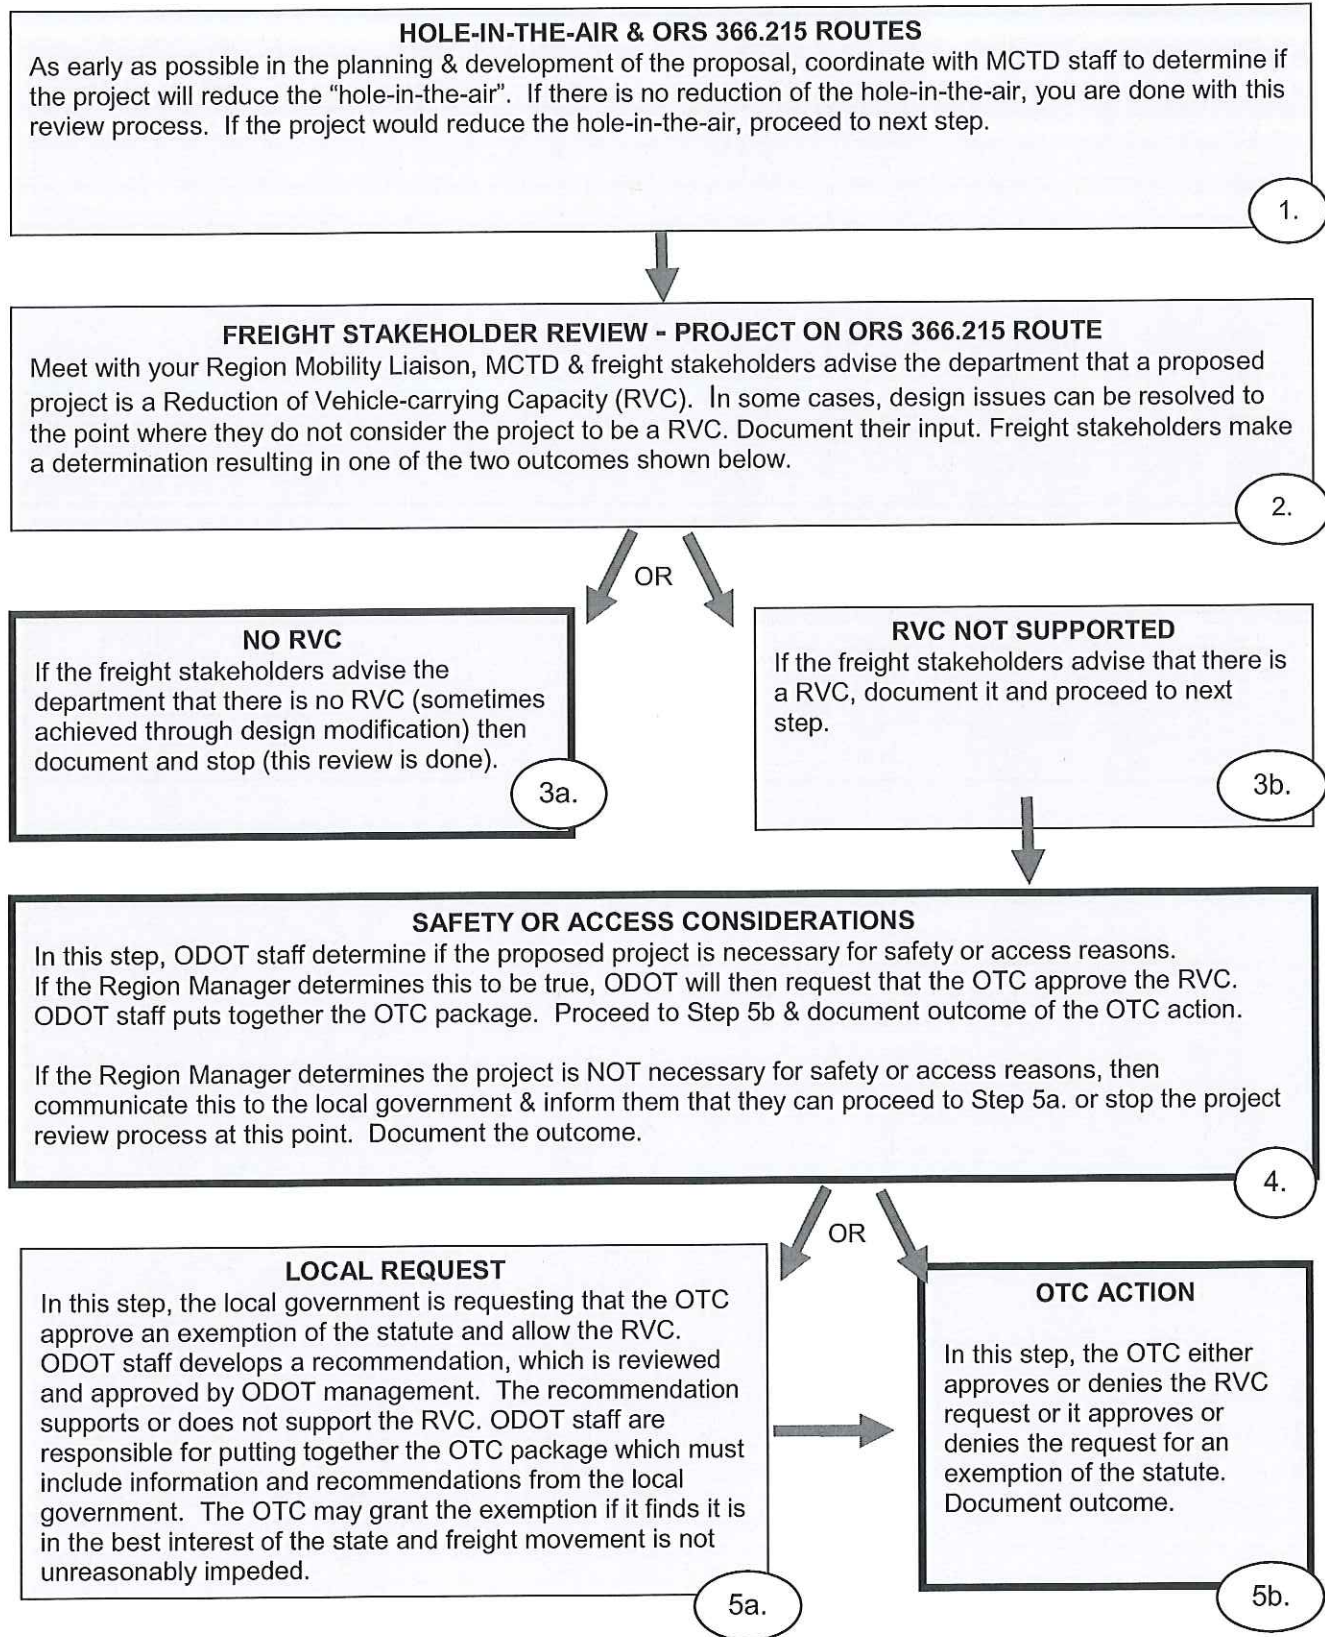 HOLE-IN-THE-AIR & ORS 366.215 ROUTES
As early as possible in the planning & development of the proposal, coordinate with MCTD staff to determine if
the project will reduce the “hole-in-the-air”. If there is no reduction of the hole-in-the-air, you are done with this
review process. If the project would reduce the hole-in-the-air, proceed to next step.
1.
FREIGHT STAKEHOLDER REVIEW - PROJECT ON ORS 366.215 ROUTE
Meet with your Region Mobility Liaison, MCTD & freight stakeholders advise the department that a proposed
project is a Reduction of Vehicle-carrying Capacity (RVC). In some cases, design issues can be resolved to
the point where they do not consider the project to be a RVC. Document their input. Freight stakeholders make
a determination resulting in one of the two outcomes shown below.
2.
OR
NO RVC
If the freight stakeholders advise the
department that there is no RVC (sometimes
achieved through design modification) then
document and stop (this review is done).
3a.
RVC NOT SUPPORTED
If the freight stakeholders advise that there is
a RVC, document it and proceed to next
step.
3b.
SAFETY OR ACCESS CONSIDERATIONS
In this step, ODOT staff determine if the proposed project is necessary for safety or access reasons.
If the Region Manager determines this to be true, ODOT will then request that the OTC approve the RVC.
ODOT staff puts together the OTC package. Proceed to Step 5b & document outcome of the OTC action.
If the Region Manager determines the project is NOT necessary for safety or access reasons, then
communicate this to the local government & inform them that they can proceed to Step 5a. or stop the project
review process at this point. Document the outcome.
4.
OR
LOCAL REQUEST
In this step, the local government is requesting that the OTC
approve an exemption of the statute and allow the RVC.
ODOT staff develops a recommendation, which is reviewed
and approved by ODOT management. The recommendation
supports or does not support the RVC. ODOT staff are
responsible for putting together the OTC package which must
include information and recommendations from the local
government. The OTC may grant the exemption if it finds it is
in the best interest of the state and freight movement is not
unreasonably impeded.
5a.
OTC ACTION
In this step, the OTC either
approves or denies the RVC
request or it approves or
denies the request for an
exemption of the statute.
Document outcome.
5b.